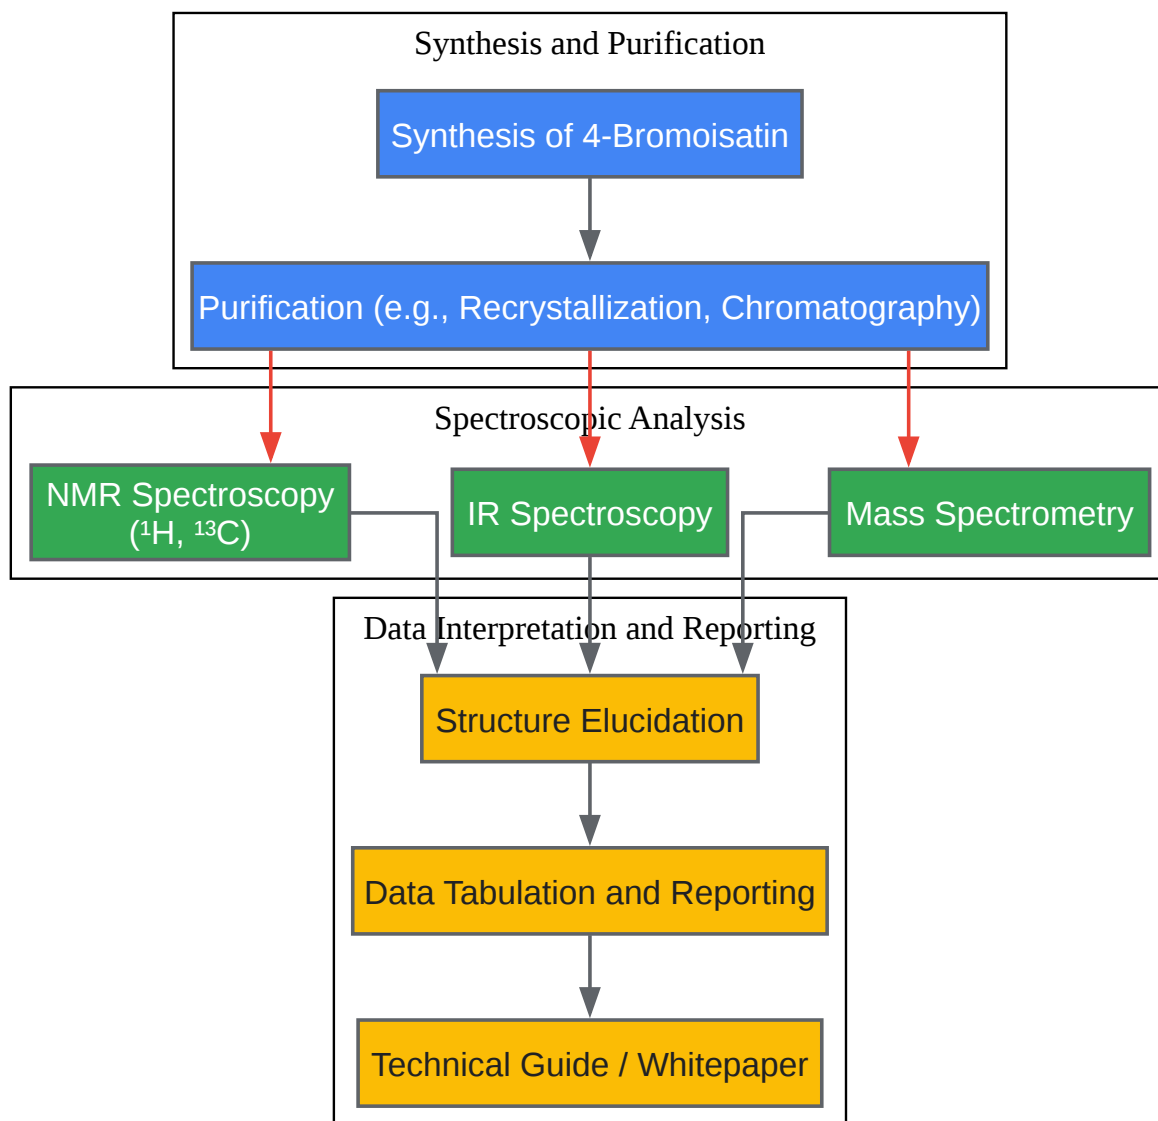 Synthesis and Purification
Synthesis of 4-Bromoisatin
Purification (e.g., Recrystallization, Chromatography)
Spectroscopic Analysis
NMR Spectroscopy
(¹H, ¹³C)
IR Spectroscopy
Mass Spectrometry
Data Interpretation and Reporting
Structure Elucidation
Data Tabulation and Reporting
Technical Guide / Whitepaper